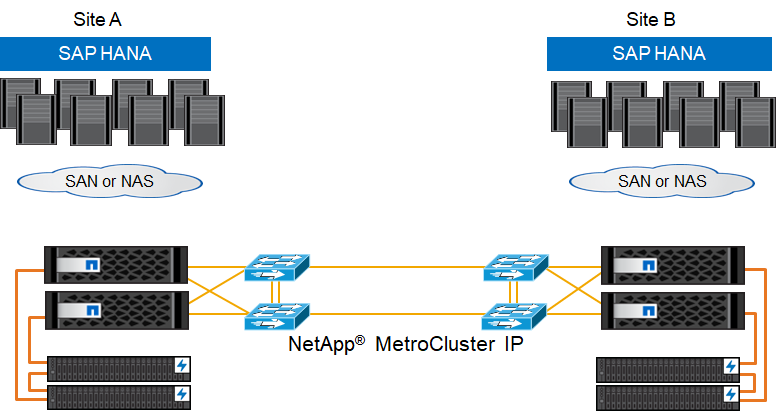 Site A
Site B
SAP HANA
SAP HANA
SAN or NAS
SAN or NAS
NetApp® MetroCluster IP